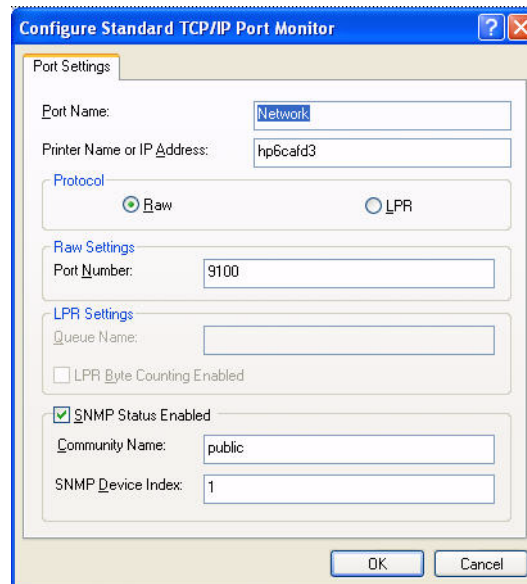 Configure Standard TCP/IP Port Monitor
Port Settings
Port Name: Network
Printer Name or IP Address: hp6cafd3
Protocol
Raw LPR
Raw Settings
Port Number: 9100
LPR Settings
Queue Name:
LPR Byte Counting Enabled
SNMP Status Enabled
Community Name: public
SNMP Device Index: 1
OK Cancel